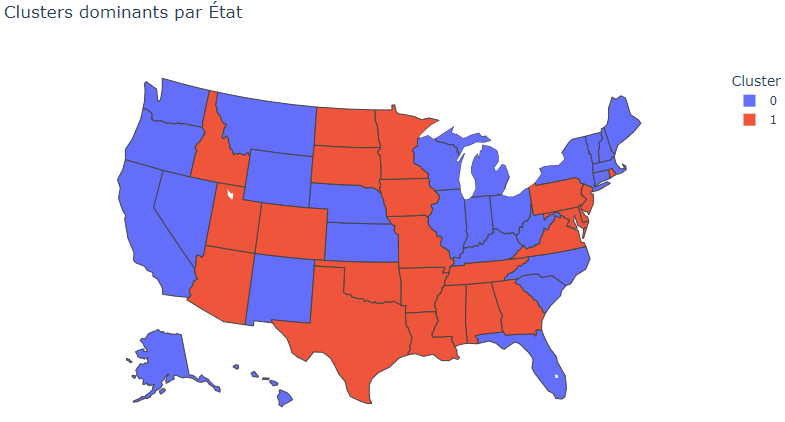 Clusters dominants par État
Cluster
0
1